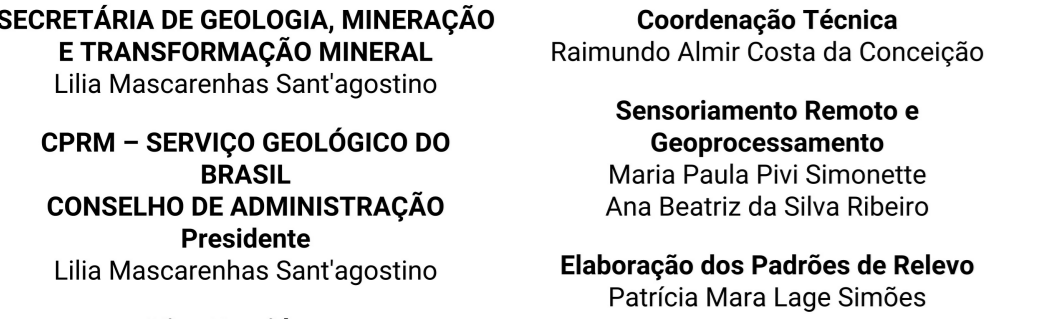 SECRETÁRIA DE GEOLOGIA, MINERAÇÃO
E TRANSFORMAÇÃO MINERAL
Lilia Mascarenhas Sant'agostino
CPRM – SERVIÇO GEOLÓGICO DO
BRASIL
CONSELHO DE ADMINISTRAÇÃO
Presidente
Lilia Mascarenhas Sant'agostino
Coordenação Técnica
Raimundo Almir Costa da Conceição
Sensoriamento Remoto e
Geoprocessamento
Maria Paula Pivi Simonette
Ana Beatriz da Silva Ribeiro
Elaboração dos Padrões de Relevo
Patrícia Mara Lage Simões